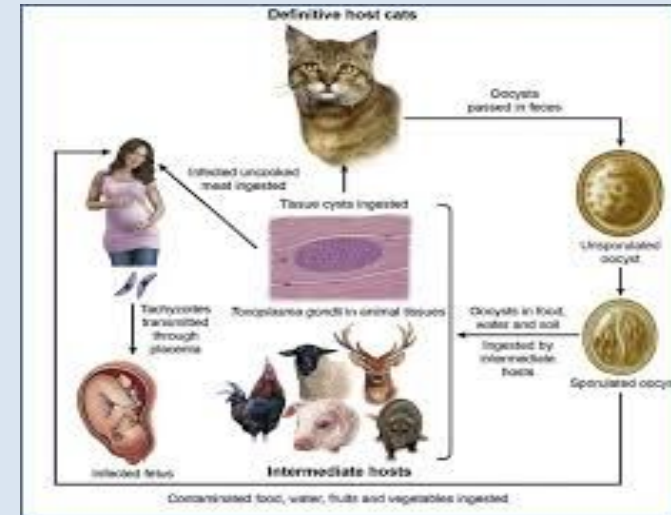 Definitive host cats
Oocysts
passed in feces
Infected uncooked
meat ingested
Tissue cysts ingested
Unsporulated
oocyst
Tachyzoites
transmitted
through
placenta
Toxoplasma gondii in animal tissues
Oocysts in food,
water and soil
Ingested by
intermediate
hosts
Sporulated oocyst
Infected fetus
Intermediate hosts
Contaminated food, water, fruits and vegetables ingested